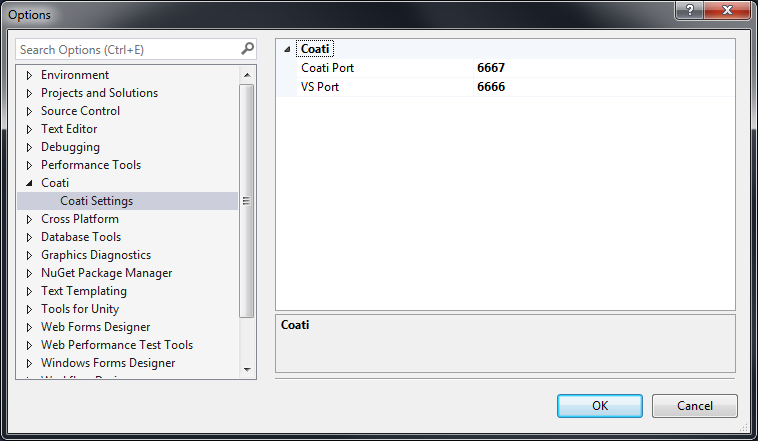 Options
Search Options (Ctrl+E)
Environment
Projects and Solutions
Source Control
Text Editor
Debugging
Performance Tools
Coati
Coati Settings
Cross Platform
Database Tools
Graphics Diagnostics
NuGet Package Manager
Text Templating
Tools for Unity
Web Forms Designer
Web Performance Test Tools
Windows Forms Designer
Coati
Coati Port 6667
VS Port 6666
Coati
OK
Cancel